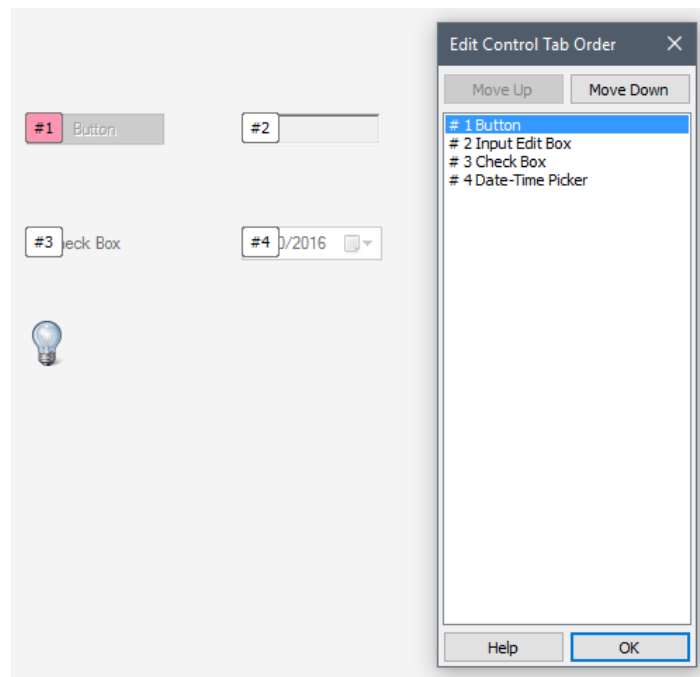 Edit Control Tab Order
Move Up Move Down
#1 Button
#2
# 1 Button
# 2 Input Edit Box
# 3 Check Box
# 4 Date-Time Picker
#3 eck Box
#4 0/2016
Help OK